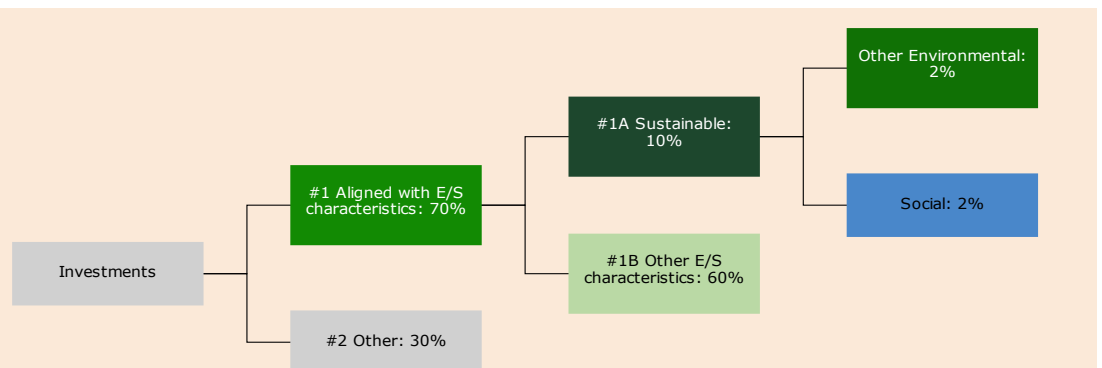 Other Environmental:
2%
#1A Sustainable:
10%
#1 Aligned with E/S
characteristics: 70%
Social: 2%
Investments
#1B Other E/S
characteristics: 60%
#2 Other: 30%